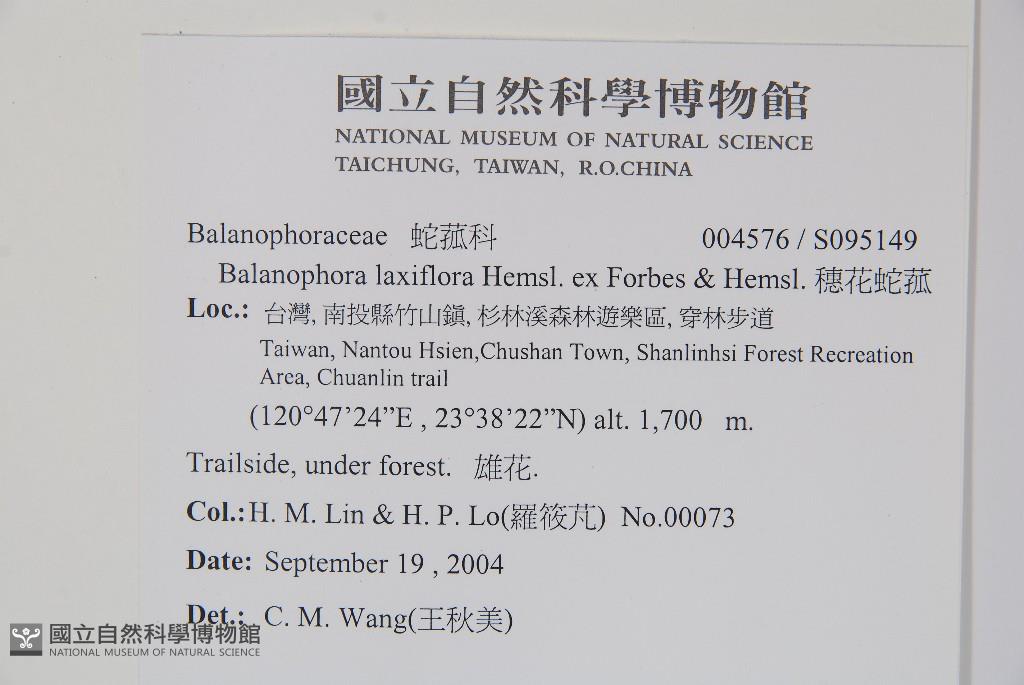 國立自然科學博物館
NATIONAL MUSEUM OF NATURAL SCIENCE
TAICHUNG, TAIWAN, R.O.CHINA
Balanophoraceae 蛇菰科 004576 / S095149
Balanophora laxiflora Hemsl. ex Forbes & Hemsl. 穗花蛇菰
Loc.: 台灣, 南投縣竹山鎮, 杉林溪森林遊樂區, 穿林步道
Taiwan, Nantou Hsien,Chushan Town, Shanlinhsi Forest Recreation
Area, Chuanlin trail
(120°47’24”E , 23°38’22”N) alt. 1,700 m.
Trailside, under forest. 雄花.
Col.:H. M. Lin & H. P. Lo(羅筱芃) No.00073
Date: September 19 , 2004
Det.: C. M. Wang(王秋美)
國立自然科學博物館
NATIONAL MUSEUM OF NATURAL SCIENCE